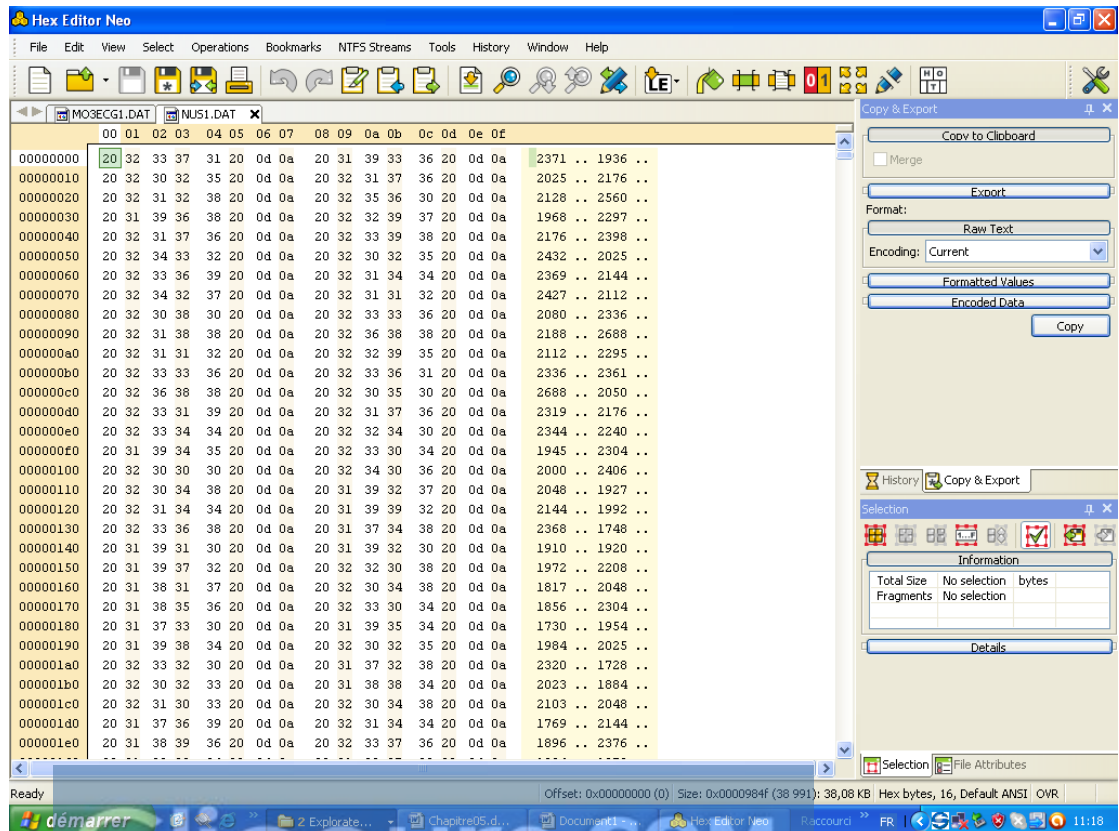 Hex Editor Neo
File Edit View Select Operations Bookmarks NTFS Streams Tools History Window Help
MO3ECG1.DAT NUS1.DAT
00 01 02 03 04 05 06 07 08 09 0a 0b 0c 0d 0e 0f
00000000 20 32 33 37 31 20 0d 0a 20 31 39 33 36 20 0d 0a 2371 .. 1936 ..
00000010 20 32 30 32 35 20 0d 0a 20 32 31 37 36 20 0d 0a 2025 .. 2176 ..
00000020 20 32 31 32 38 20 0d 0a 20 32 35 36 30 20 0d 0a 2128 .. 2560 ..
00000030 20 31 39 36 38 20 0d 0a 20 32 32 39 37 20 0d 0a 1968 .. 2297 ..
00000040 20 32 31 37 36 20 0d 0a 20 32 33 39 38 20 0d 0a 2176 .. 2398 ..
00000050 20 32 34 33 32 20 0d 0a 20 32 30 32 35 20 0d 0a 2432 .. 2025 ..
00000060 20 32 33 36 39 20 0d 0a 20 32 31 34 34 20 0d 0a 2369 .. 2144 ..
00000070 20 32 34 32 37 20 0d 0a 20 32 31 31 32 20 0d 0a 2427 .. 2112 ..
00000080 20 32 30 38 30 20 0d 0a 20 32 33 33 36 20 0d 0a 2080 .. 2336 ..
00000090 20 32 31 38 38 20 0d 0a 20 32 36 38 38 20 0d 0a 2188 .. 2688 ..
000000a0 20 32 31 31 32 20 0d 0a 20 32 32 39 35 20 0d 0a 2112 .. 2295 ..
000000b0 20 32 33 33 36 20 0d 0a 20 32 33 36 31 20 0d 0a 2336 .. 2361 ..
000000c0 20 32 36 38 38 20 0d 0a 20 32 30 35 30 20 0d 0a 2688 .. 2050 ..
000000d0 20 32 33 31 39 20 0d 0a 20 32 31 37 36 20 0d 0a 2319 .. 2176 ..
000000e0 20 32 33 34 34 20 0d 0a 20 32 32 34 30 20 0d 0a 2344 .. 2240 ..
000000f0 20 31 39 34 35 20 0d 0a 20 32 33 30 34 20 0d 0a 1945 .. 2304 ..
00000100 20 32 30 30 30 20 0d 0a 20 32 34 30 36 20 0d 0a 2000 .. 2406 ..
00000110 20 32 30 34 38 20 0d 0a 20 31 39 32 37 20 0d 0a 2048 .. 1927 ..
00000120 20 32 31 34 34 20 0d 0a 20 31 39 39 32 20 0d 0a 2144 .. 1992 ..
00000130 20 32 33 36 38 20 0d 0a 20 31 37 34 38 20 0d 0a 2368 .. 1748 ..
00000140 20 31 39 31 30 20 0d 0a 20 31 39 32 30 20 0d 0a 1910 .. 1920 ..
00000150 20 31 39 37 32 20 0d 0a 20 32 32 30 38 20 0d 0a 1972 .. 2208 ..
00000160 20 31 38 31 37 20 0d 0a 20 32 30 34 38 20 0d 0a 1817 .. 2048 ..
00000170 20 31 38 35 36 20 0d 0a 20 32 33 30 34 20 0d 0a 1856 .. 2304 ..
00000180 20 31 37 33 30 20 0d 0a 20 31 39 35 34 20 0d 0a 1730 .. 1954 ..
00000190 20 31 39 38 34 20 0d 0a 20 32 30 32 35 20 0d 0a 1984 .. 2025 ..
000001a0 20 32 33 32 30 20 0d 0a 20 31 37 32 38 20 0d 0a 2320 .. 1728 ..
000001b0 20 32 30 32 33 20 0d 0a 20 31 38 38 34 20 0d 0a 2023 .. 1884 ..
000001c0 20 32 31 30 33 20 0d 0a 20 32 30 34 38 20 0d 0a 2103 .. 2048 ..
000001d0 20 31 37 36 39 20 0d 0a 20 32 31 34 34 20 0d 0a 1769 .. 2144 ..
000001e0 20 31 38 39 36 20 0d 0a 20 32 33 37 36 20 0d 0a 1896 .. 2376 ..
Copy & Export
Copy to Clipboard
Merge
Export
Format:
Raw Text
Encoding: Current
Formatted Values
Encoded Data
Copy
History Copy & Export
Selection
Information
Total Size No selection bytes
Fragments No selection
Details
Selection File Attributes
Ready Offset: 0x00000000 (0) Size: 0x0000984f (38 991): 38,08 KB Hex bytes, 16, Default ANSI OVR
démarrer 2 Explorate... Chapitre05.d... Document1 - ... Hex Editor Neo Raccourci FR 11:18